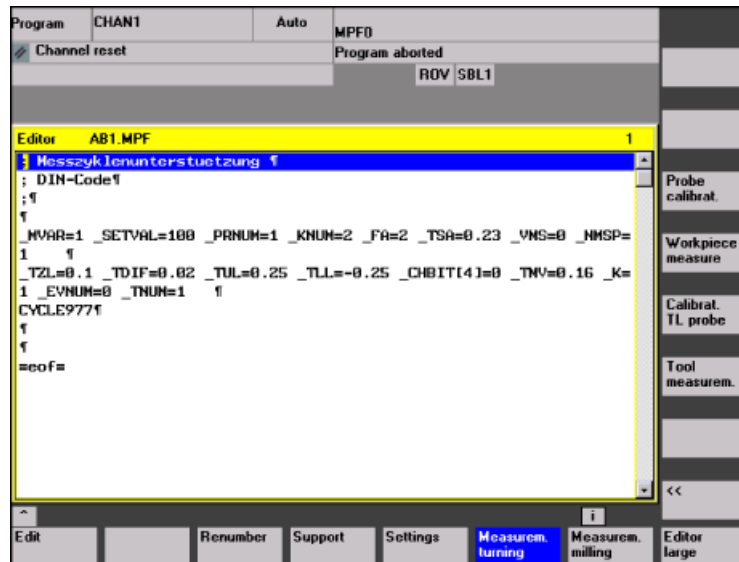 Program CHAN1 Auto MPF0
Channel reset Program aborted
ROV SBL1
Editor AB1.MPF 1
; Messzyklenunterstuetzung ¶
; DIN-Code¶
;¶
¶
_MVAR=1 _SETVAL=100 _PRNUM=1 _KNUM=2 _FA=2 _TSA=0.23 _VMS=0 _NMSP=
1 ¶
_TZL=0.1 _TDIF=0.02 _TUL=0.25 _TLL=-0.25 _CHBIT[4]=0 _TMV=0.16 _K=
1 _EVNUM=0 _TNUM=1 ¶
CYCLE977¶
¶
¶
=eof=
Probe
calibrat.
Workpiece
measure
Calibrat.
TL probe
Tool
measurem.
<<
^ i
Edit Renumber Support Settings Measurem. turning Measurem. milling Editor large